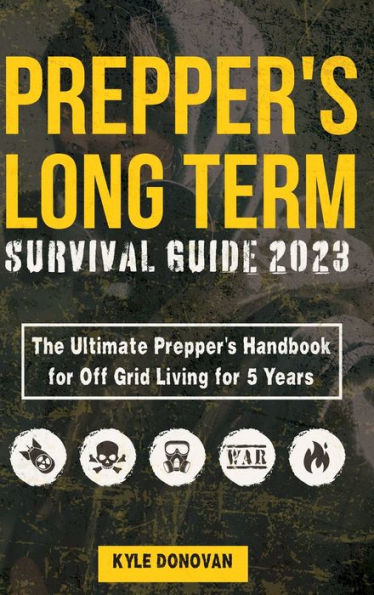 PREPPER'S
LONG TERM
SURVIVAL GUIDE 2023
The Ultimate Prepper's Handbook
for Off Grid Living for 5 Years
WAR
KYLE DONOVAN